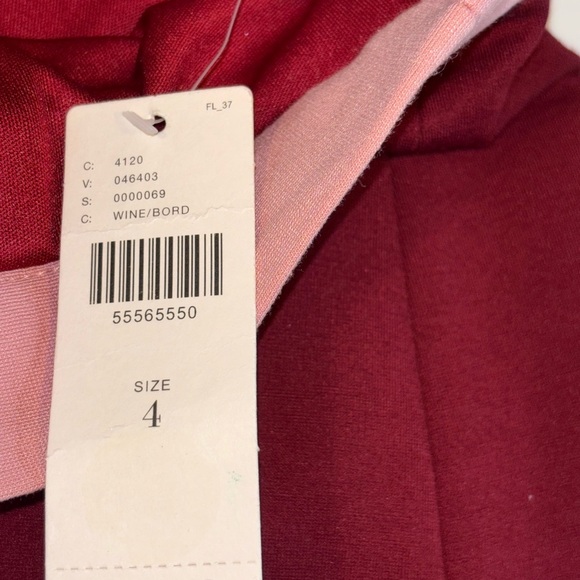 FL_37
C: 4120
V: 046403
S: 0000069
C: WINE/BORD
55565550
SIZE
4